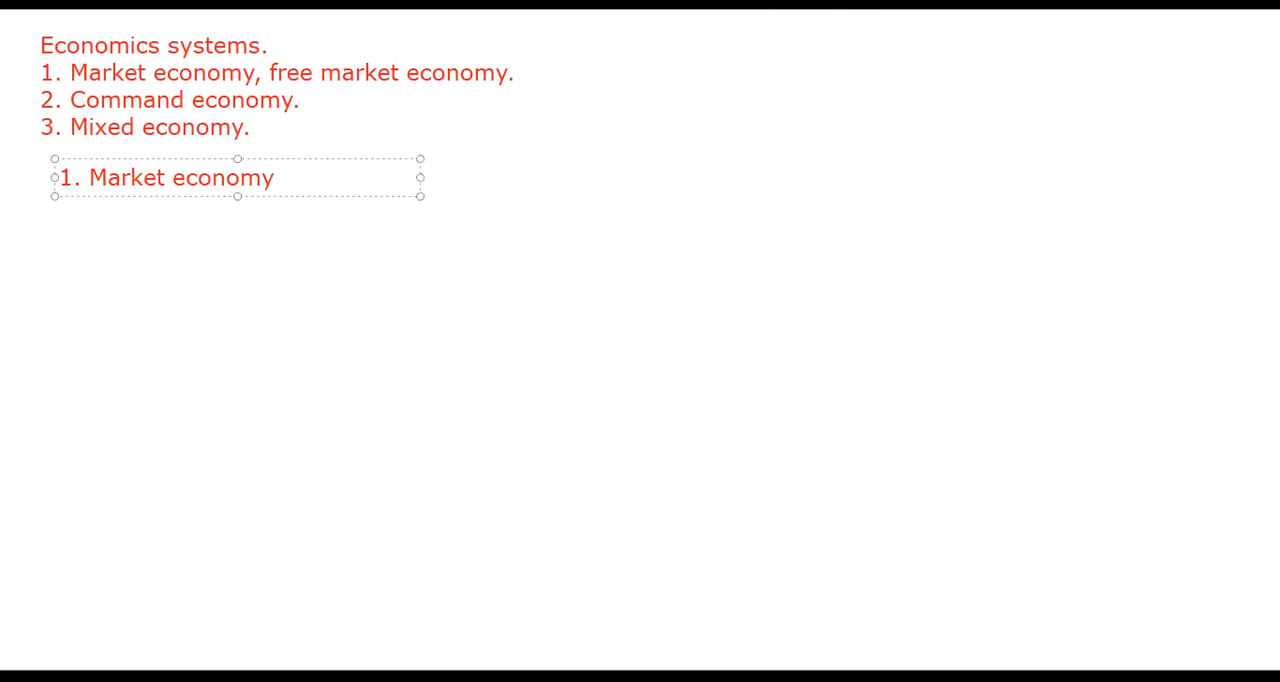 Economics systems.
1. Market economy, free market economy.
2. Command economy.
3. Mixed economy.
1. Market economy